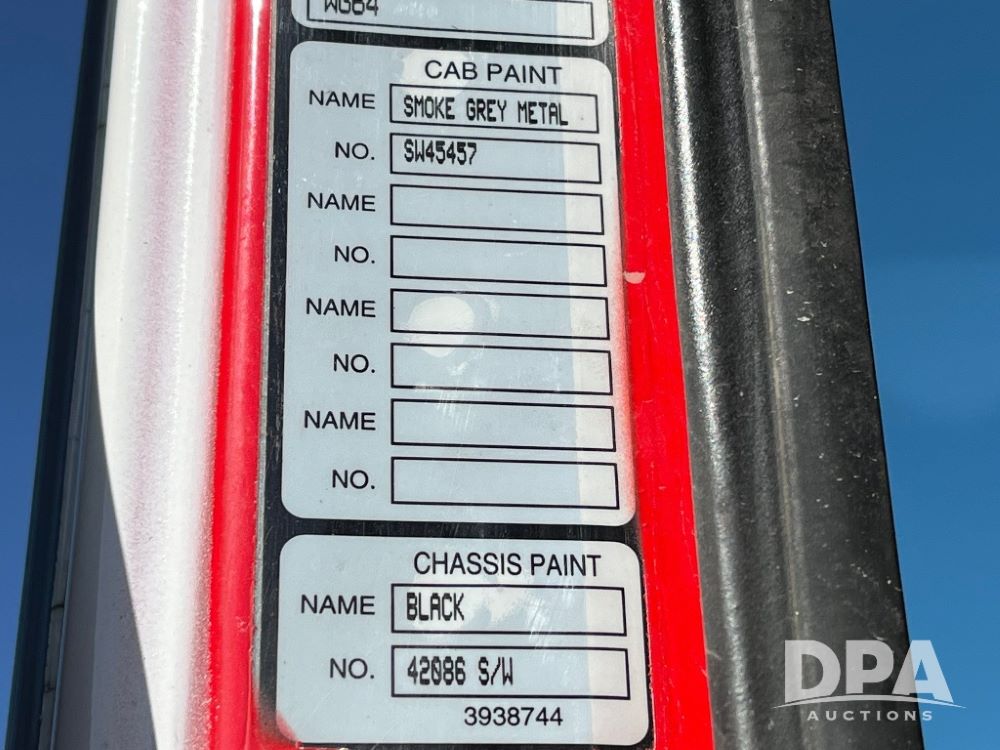 WG64
CAB PAINT
NAME SMOKE GREY METAL
NO. SW45457
NAME
NO.
NAME
NO.
NAME
NO.
CHASSIS PAINT
NAME BLACK
NO. 42086 S/W
3938744
DPA
AUCTIONS